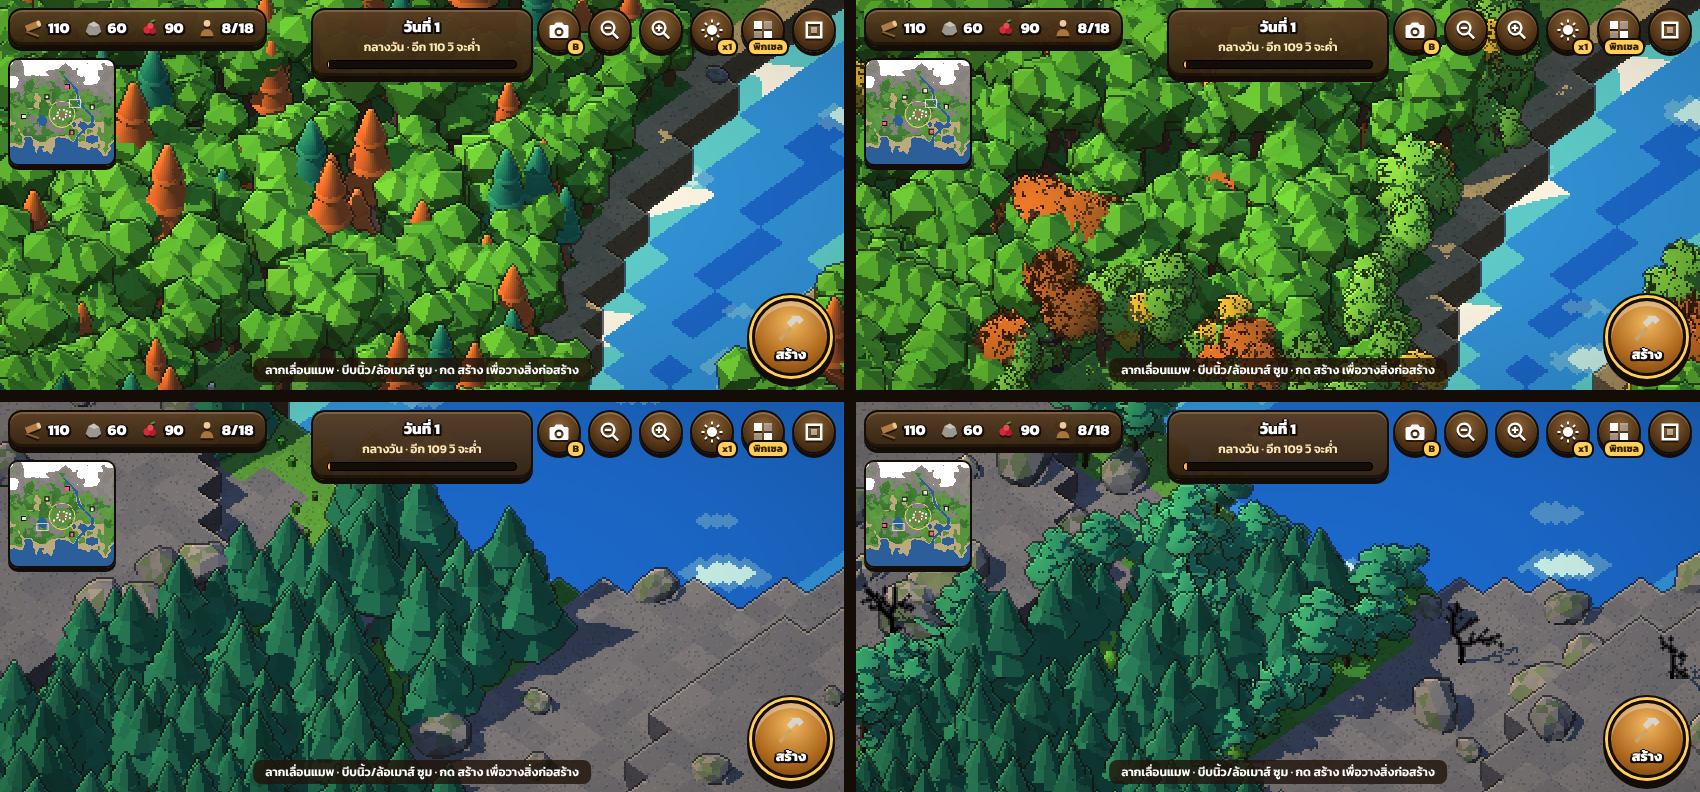 110 60 90 8/18
วันที่ 1
กลางวัน · อีก 110 วิ จะค่ำ
B x1 พิกเซล
สร้าง
ลากเลื่อนแมพ · บีบนิ้ว/ล้อเมาส์ ซูม · กด สร้าง เพื่อวางสิ่งก่อสร้าง
110 60 90 8/18
วันที่ 1
กลางวัน · อีก 109 วิ จะค่ำ
B x1 พิกเซล
สร้าง
ลากเลื่อนแมพ · บีบนิ้ว/ล้อเมาส์ ซูม · กด สร้าง เพื่อวางสิ่งก่อสร้าง
110 60 90 8/18
วันที่ 1
กลางวัน · อีก 109 วิ จะค่ำ
B x1 พิกเซล
สร้าง
ลากเลื่อนแมพ · บีบนิ้ว/ล้อเมาส์ ซูม · กด สร้าง เพื่อวางสิ่งก่อสร้าง
110 60 90 8/18
วันที่ 1
กลางวัน · อีก 109 วิ จะค่ำ
B x1 พิกเซล
สร้าง
ลากเลื่อนแมพ · บีบนิ้ว/ล้อเมาส์ ซูม · กด สร้าง เพื่อวางสิ่งก่อสร้าง